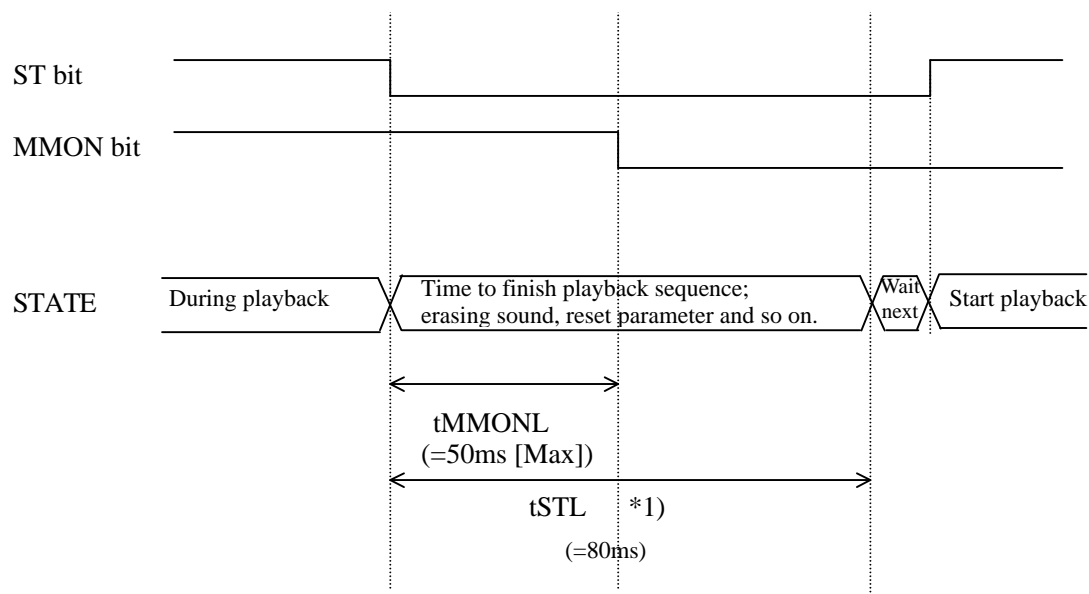 ST bit
MMON bit
STATE
During playback
Time to finish playback sequence;
erasing sound, reset parameter and so on.
Wait
next
Start playback
tMMONL
(=50ms [Max])
tSTL *1)
(=80ms)